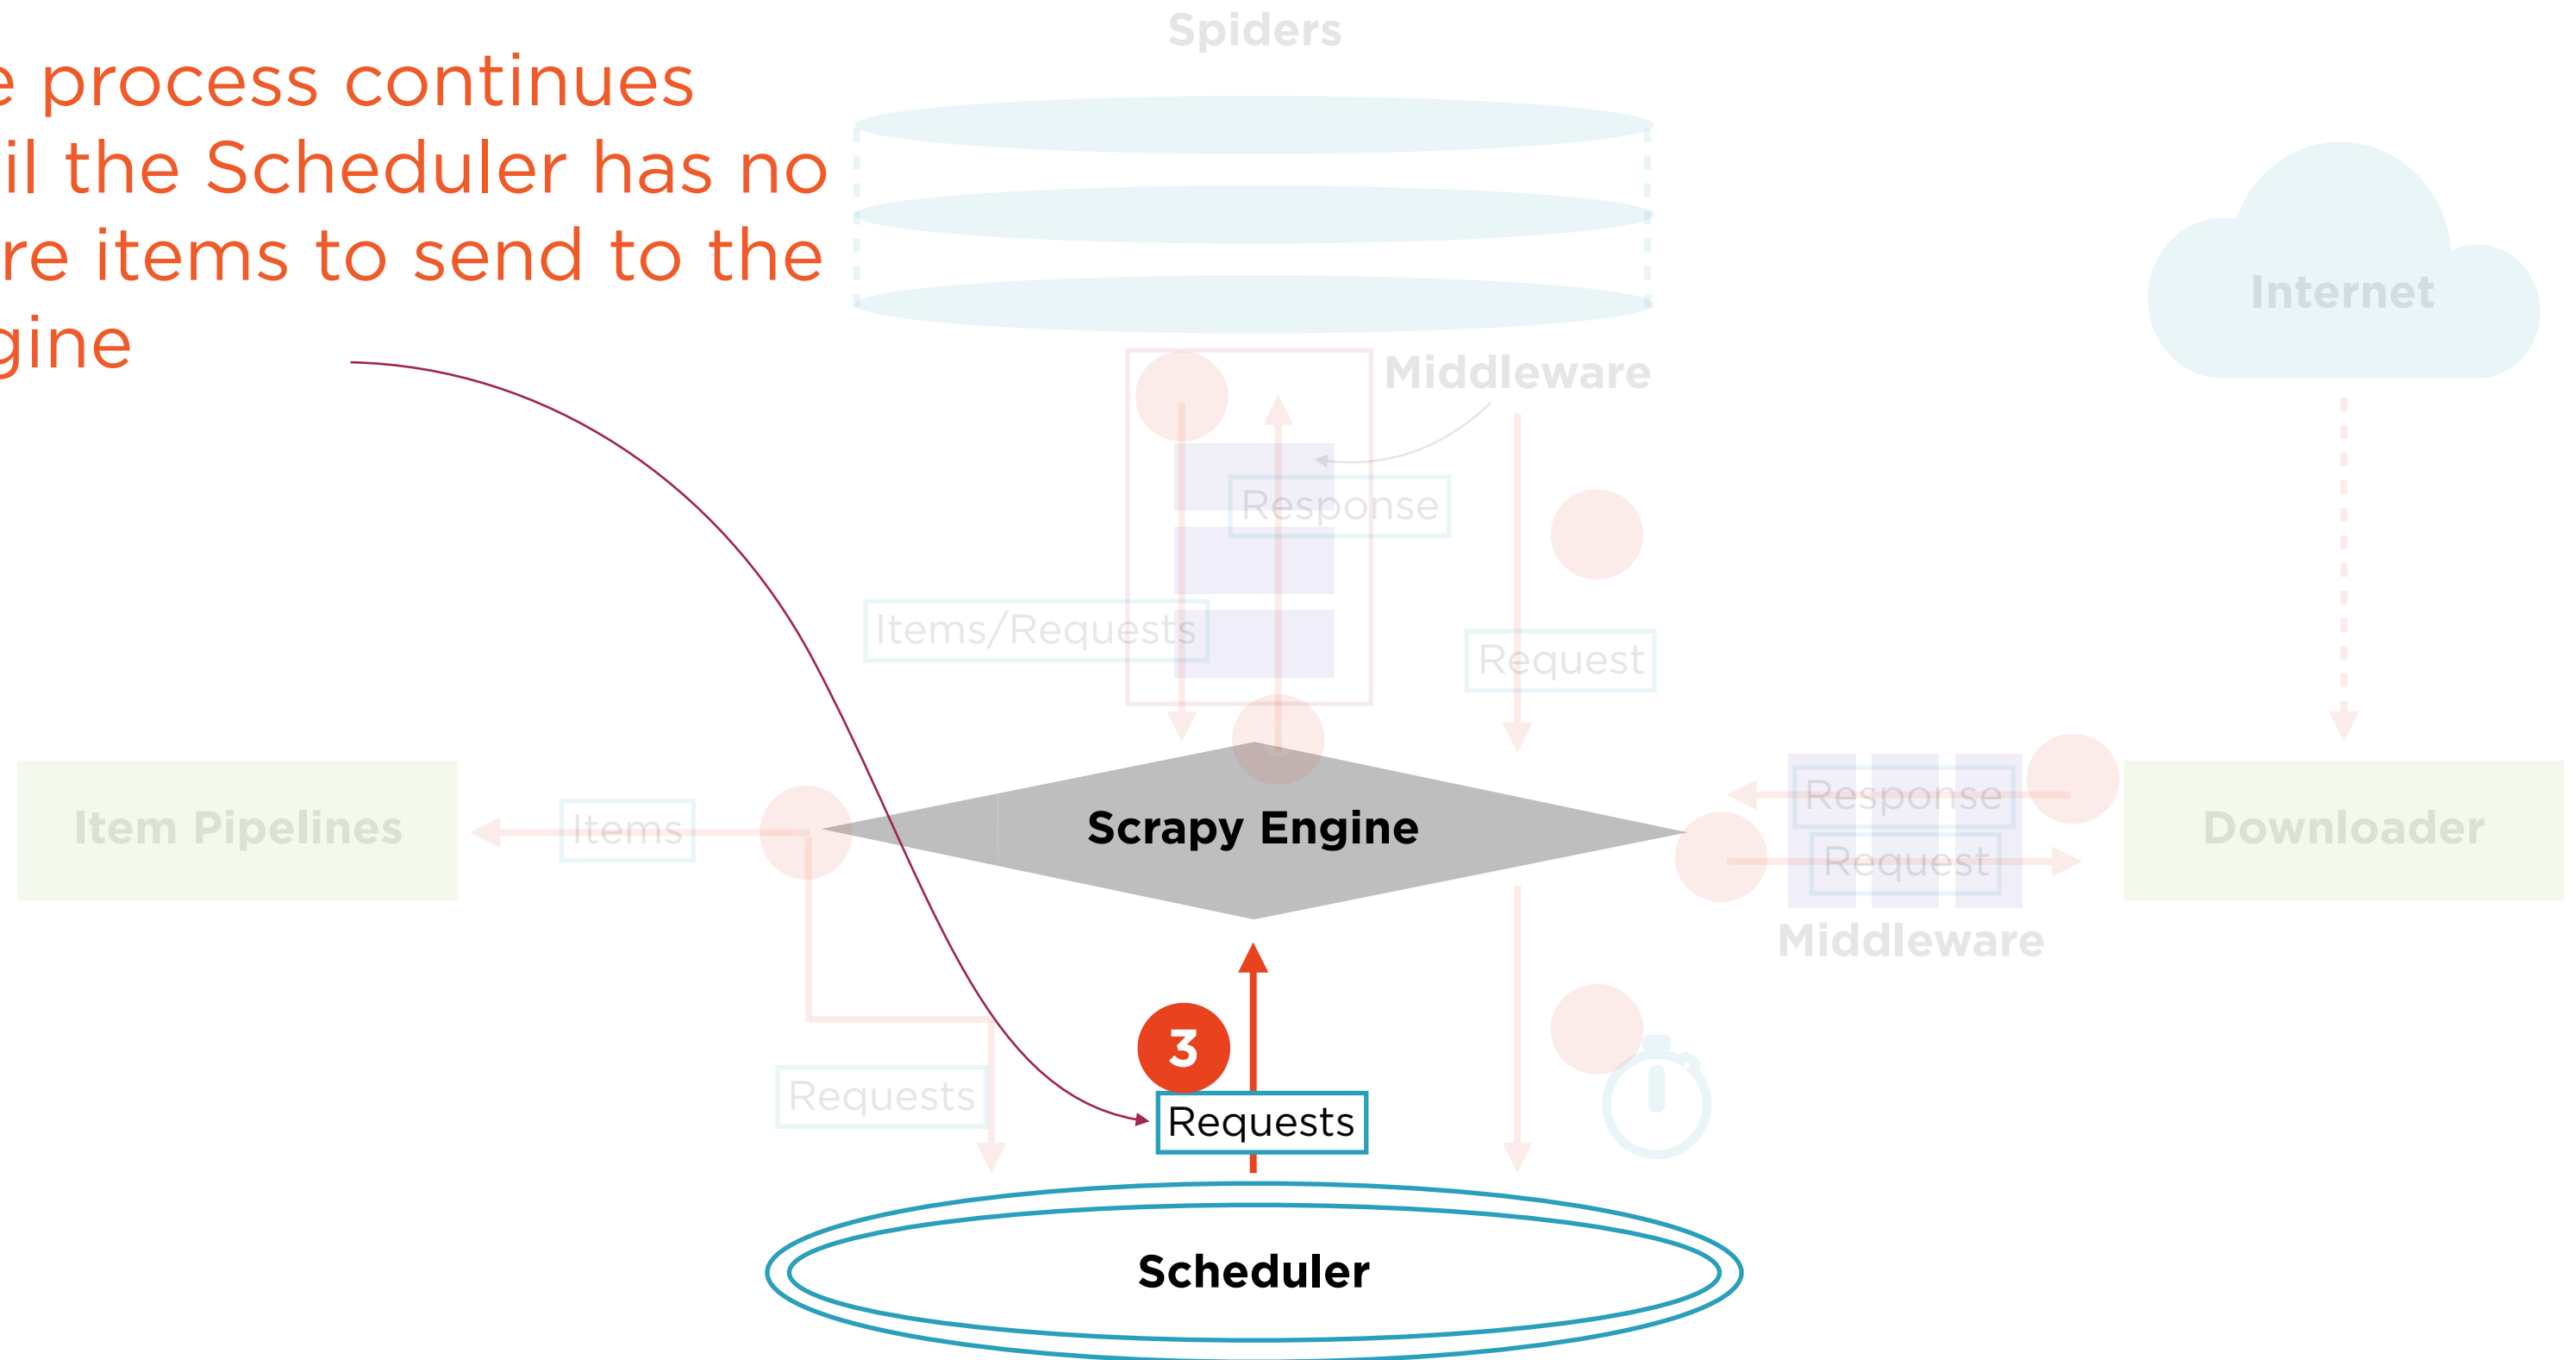 Spiders
e process continues
il the Scheduler has no
re items to send to the
gine
Internet
Middleware
Response
Items/Requests
Request
Item Pipelines
Items
Scrapy Engine
Response
Request
Downloader
Middleware
3
Requests
Requests
Scheduler